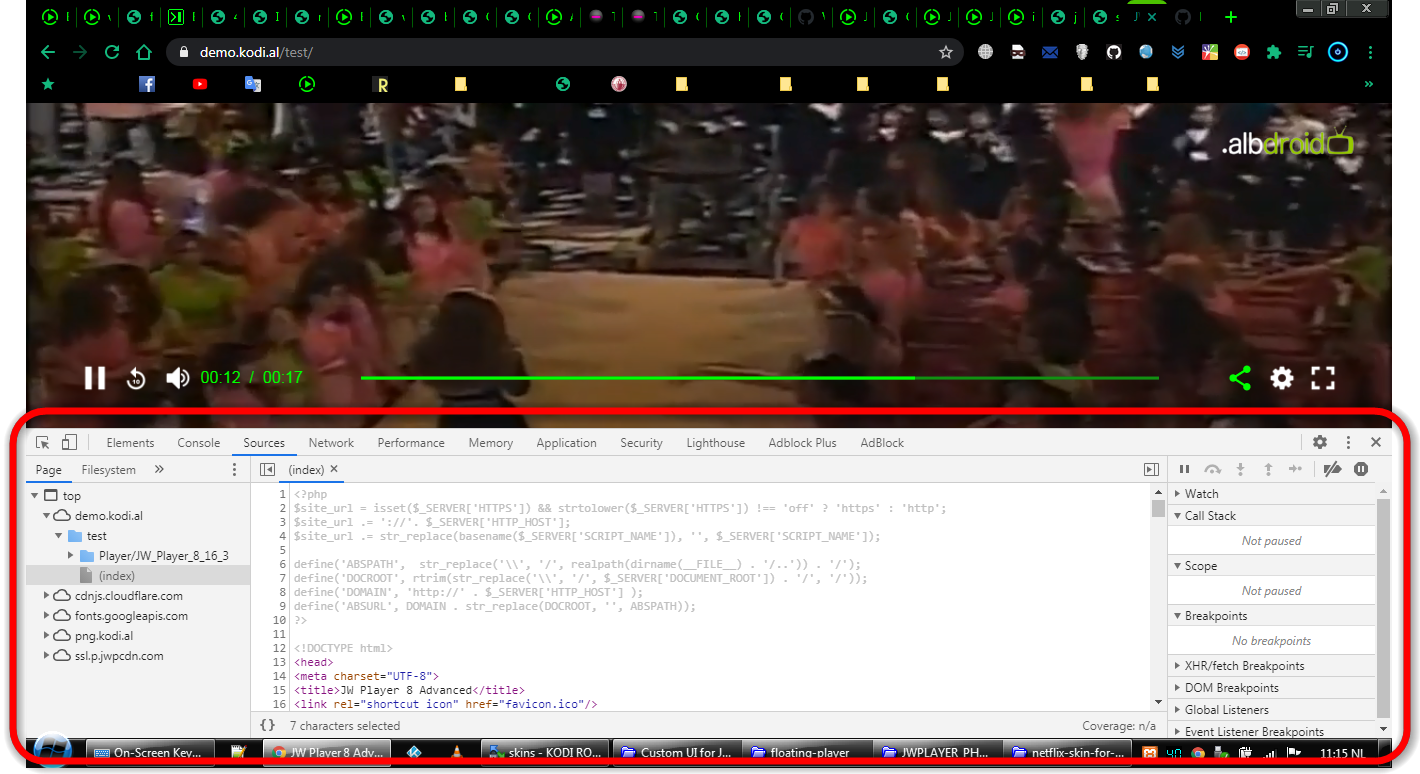 demo.kodi.al/test/
R
.albdroid
10
00:12 / 00:17
Elements Console Sources Network Performance Memory Application Security Lighthouse Adblock Plus AdBlock
Page Filesystem »
(index) ×
top
demo.kodi.al
test
Player/JW_Player_8_16_3
(index)
cdnjs.cloudflare.com
fonts.googleapis.com
png.kodi.al
ssl.p.jwpcdn.com
1 <?php
2 $site_url = isset($_SERVER['HTTPS']) && strtolower($_SERVER['HTTPS']) !== 'off' ? 'https' : 'http';
3 $site_url .= '://'. $_SERVER['HTTP_HOST'];
4 $site_url .= str_replace(basename($_SERVER['SCRIPT_NAME']), '', $_SERVER['SCRIPT_NAME']);
5
6 define('ABSPATH',  str_replace('\\', '/', realpath(dirname(__FILE__) . '/..')) . '/');
7 define('DOCROOT', rtrim(str_replace('\\', '/', $_SERVER['DOCUMENT_ROOT']) . '/', '/'));
8 define('DOMAIN', 'http://' . $_SERVER['HTTP_HOST'] );
9 define('ABSURL', DOMAIN . str_replace(DOCROOT, '', ABSPATH));
10 ?>
11
12 <!DOCTYPE html>
13 <head>
14 <meta charset="UTF-8">
15 <title>JW Player 8 Advanced</title>
16 <link rel="shortcut icon" href="favicon.ico"/>
{} 7 characters selected
Coverage: n/a
Watch
Call Stack
Not paused
Scope
Not paused
Breakpoints
No breakpoints
XHR/fetch Breakpoints
DOM Breakpoints
Global Listeners
Event Listener Breakpoints
On-Screen Key...
JW Player 8 Adv...
skins - KODI RO...
Custom UI for J...
floating-player
JWPLAYER_PH...
netflix-skin-for-...
11:15 NL